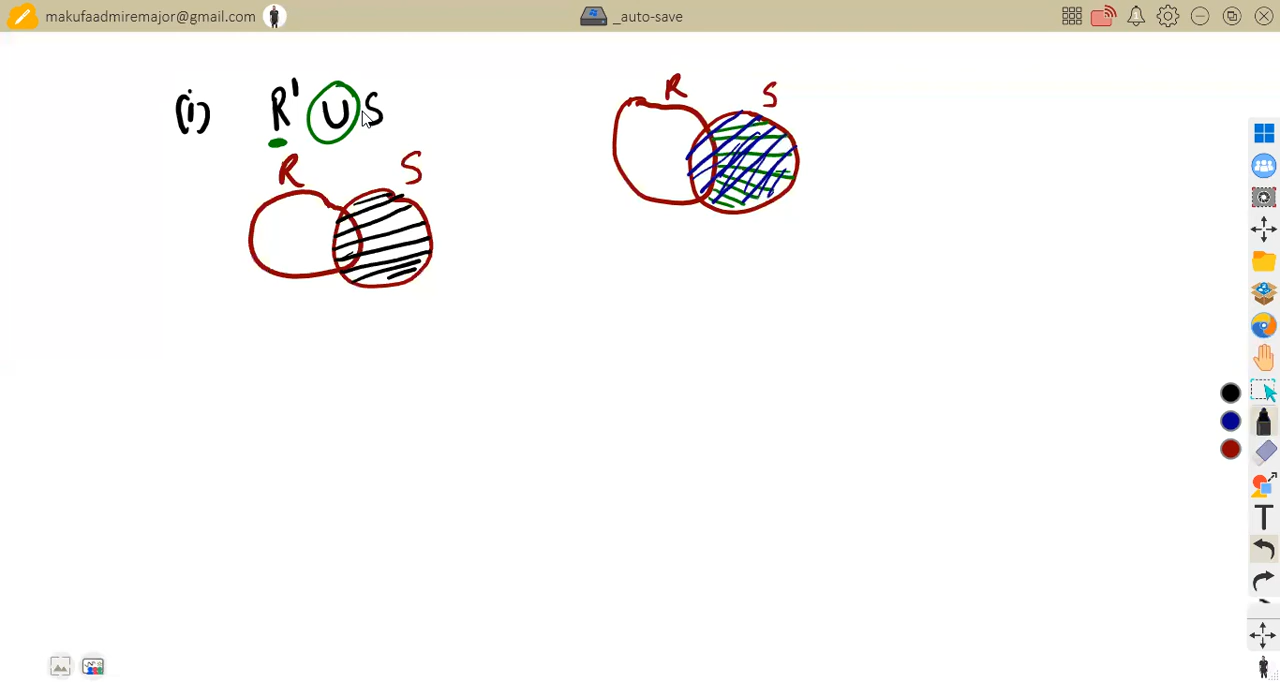 makufaadmiremajor@gmail.com
_auto-save
(i) R' U S
R S
R S
T